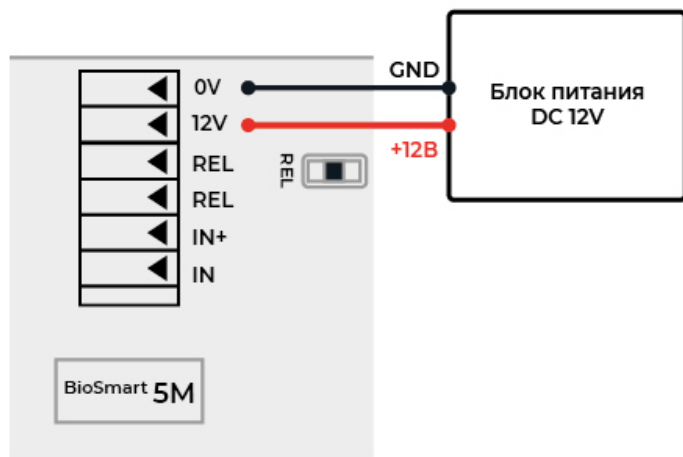 GND
0V
Блок питания
DC 12V
12V
+12В
REL
REL
REL
IN+
IN
BioSmart 5M